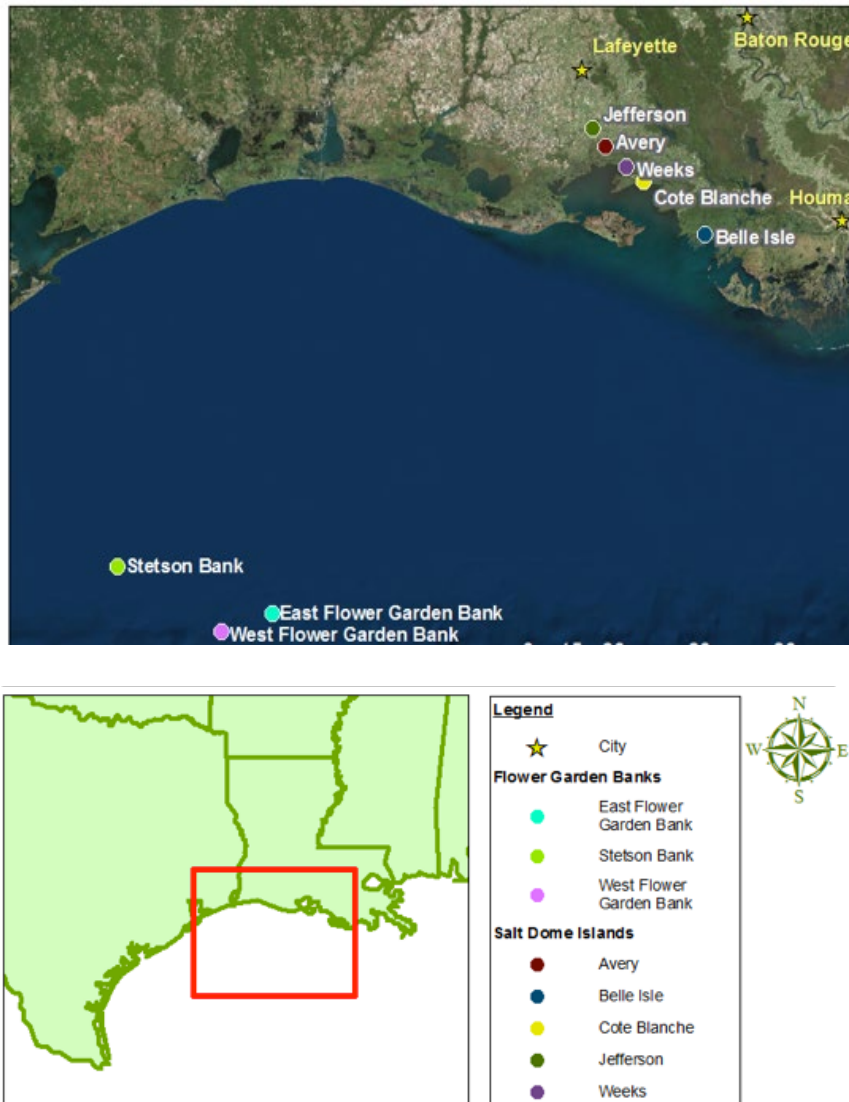 Lafeyette
Baton Rouge
Jefferson
Avery
Weeks
Cote Blanche
Houma
Belle Isle
Stetson Bank
East Flower Garden Bank
West Flower Garden Bank
Legend
City
Flower Garden Banks
East Flower
Garden Bank
Stetson Bank
West Flower
Garden Bank
Salt Dome Islands
Avery
Belle Isle
Cote Blanche
Jefferson
Weeks
N
W
E
S